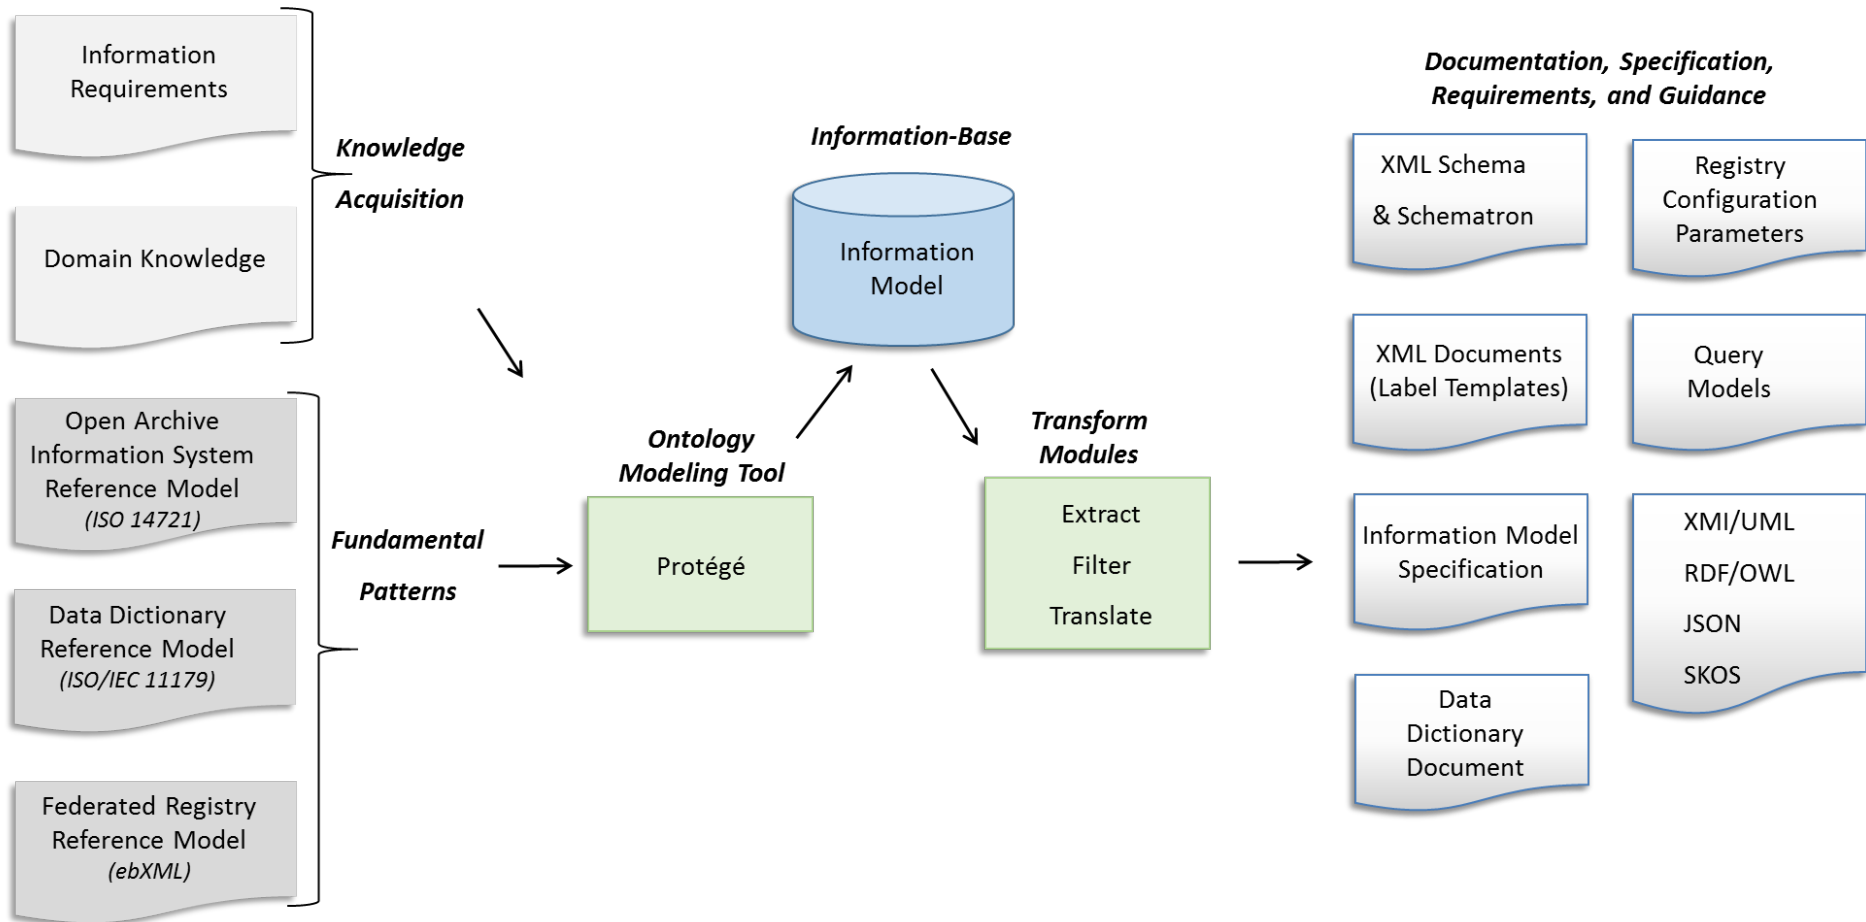 Information
Requirements
Domain Knowledge
Knowledge
Acquisition
Open Archive
Information System
Reference Model
(ISO 14721)
Data Dictionary
Reference Model
(ISO/IEC 11179)
Federated Registry
Reference Model
(ebXML)
Fundamental
Patterns
Ontology
Modeling Tool
Protégé
Information-Base
Information
Model
Transform
Modules
Extract
Filter
Translate
Documentation, Specification,
Requirements, and Guidance
XML Schema
& Schematron
Registry
Configuration
Parameters
XML Documents
(Label Templates)
Query
Models
Information Model
Specification
XMI/UML
RDF/OWL
JSON
SKOS
Data
Dictionary
Document